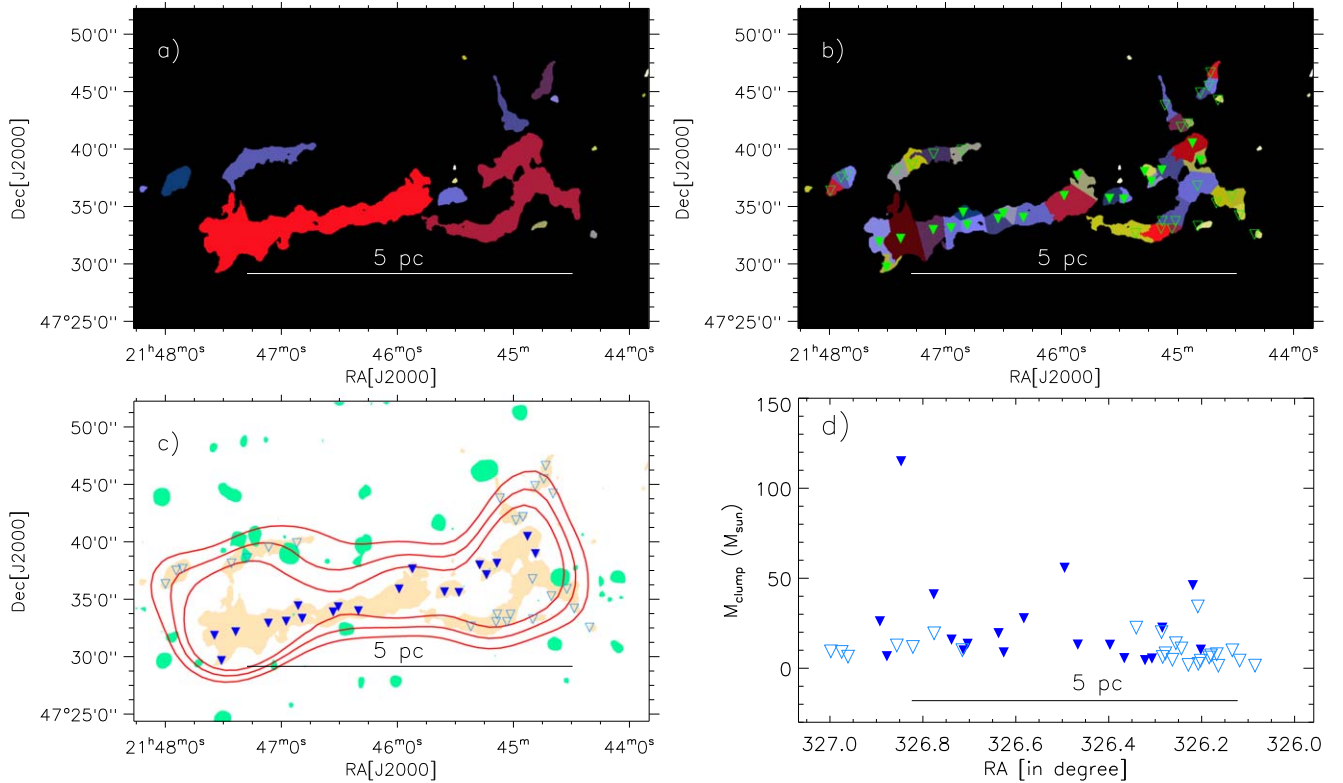 a)
50'0''
45'0''
40'0''
35'0''
30'0''
47°25'0''
Dec[J2000]
5 pc
21ʰ48ᵐ0ˢ
47ᵐ0ˢ
46ᵐ0ˢ
45ᵐ
44ᵐ0ˢ
RA[J2000]
b)
50'0''
45'0''
40'0''
35'0''
30'0''
47°25'0''
Dec[J2000]
5 pc
21ʰ48ᵐ0ˢ
47ᵐ0ˢ
46ᵐ0ˢ
45ᵐ
44ᵐ0ˢ
RA[J2000]
c)
50'0''
45'0''
40'0''
35'0''
30'0''
47°25'0''
Dec[J2000]
5 pc
21ʰ48ᵐ0ˢ
47ᵐ0ˢ
46ᵐ0ˢ
45ᵐ
44ᵐ0ˢ
RA[J2000]
d)
150
100
50
0
M_clump (M_sun)
5 pc
327.0
326.8
326.6
326.4
326.2
326.0
RA [in degree]